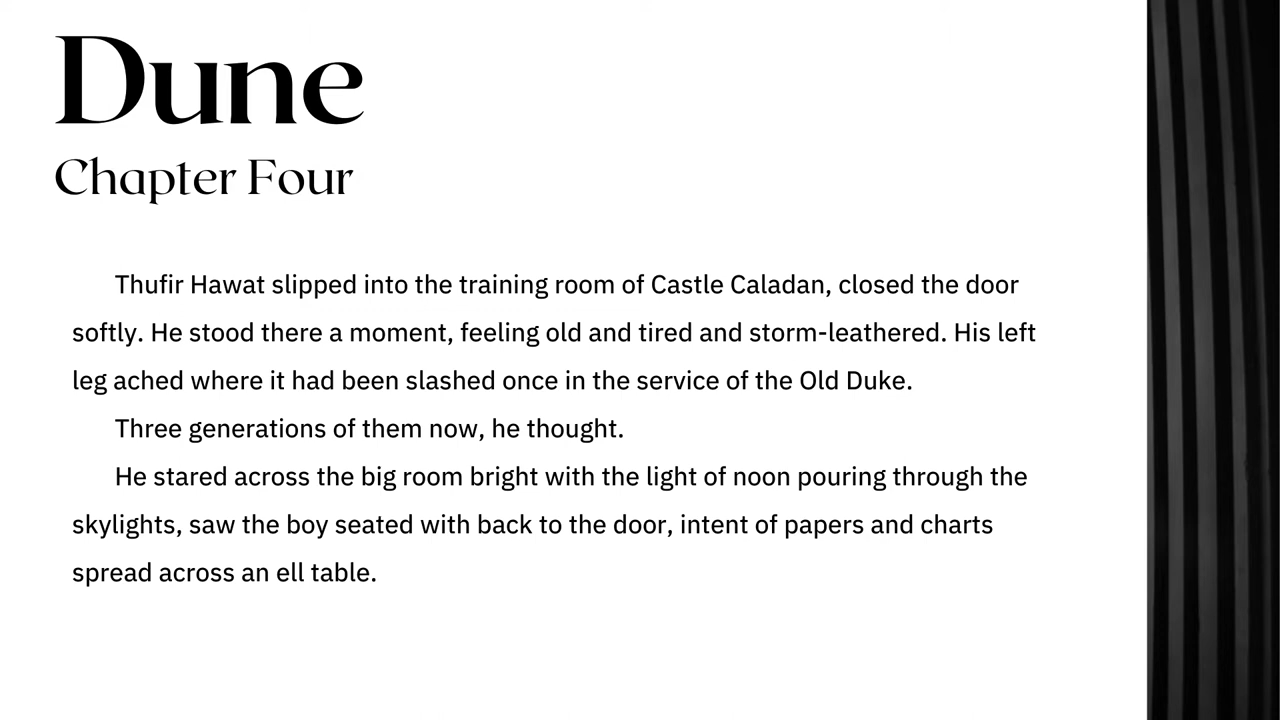 Dune
Chapter Four
Thufir Hawat slipped into the training room of Castle Caladan, closed the door
softly. He stood there a moment, feeling old and tired and storm-leathered. His left
leg ached where it had been slashed once in the service of the Old Duke.
Three generations of them now, he thought.
He stared across the big room bright with the light of noon pouring through the
skylights, saw the boy seated with back to the door, intent of papers and charts
spread across an ell table.